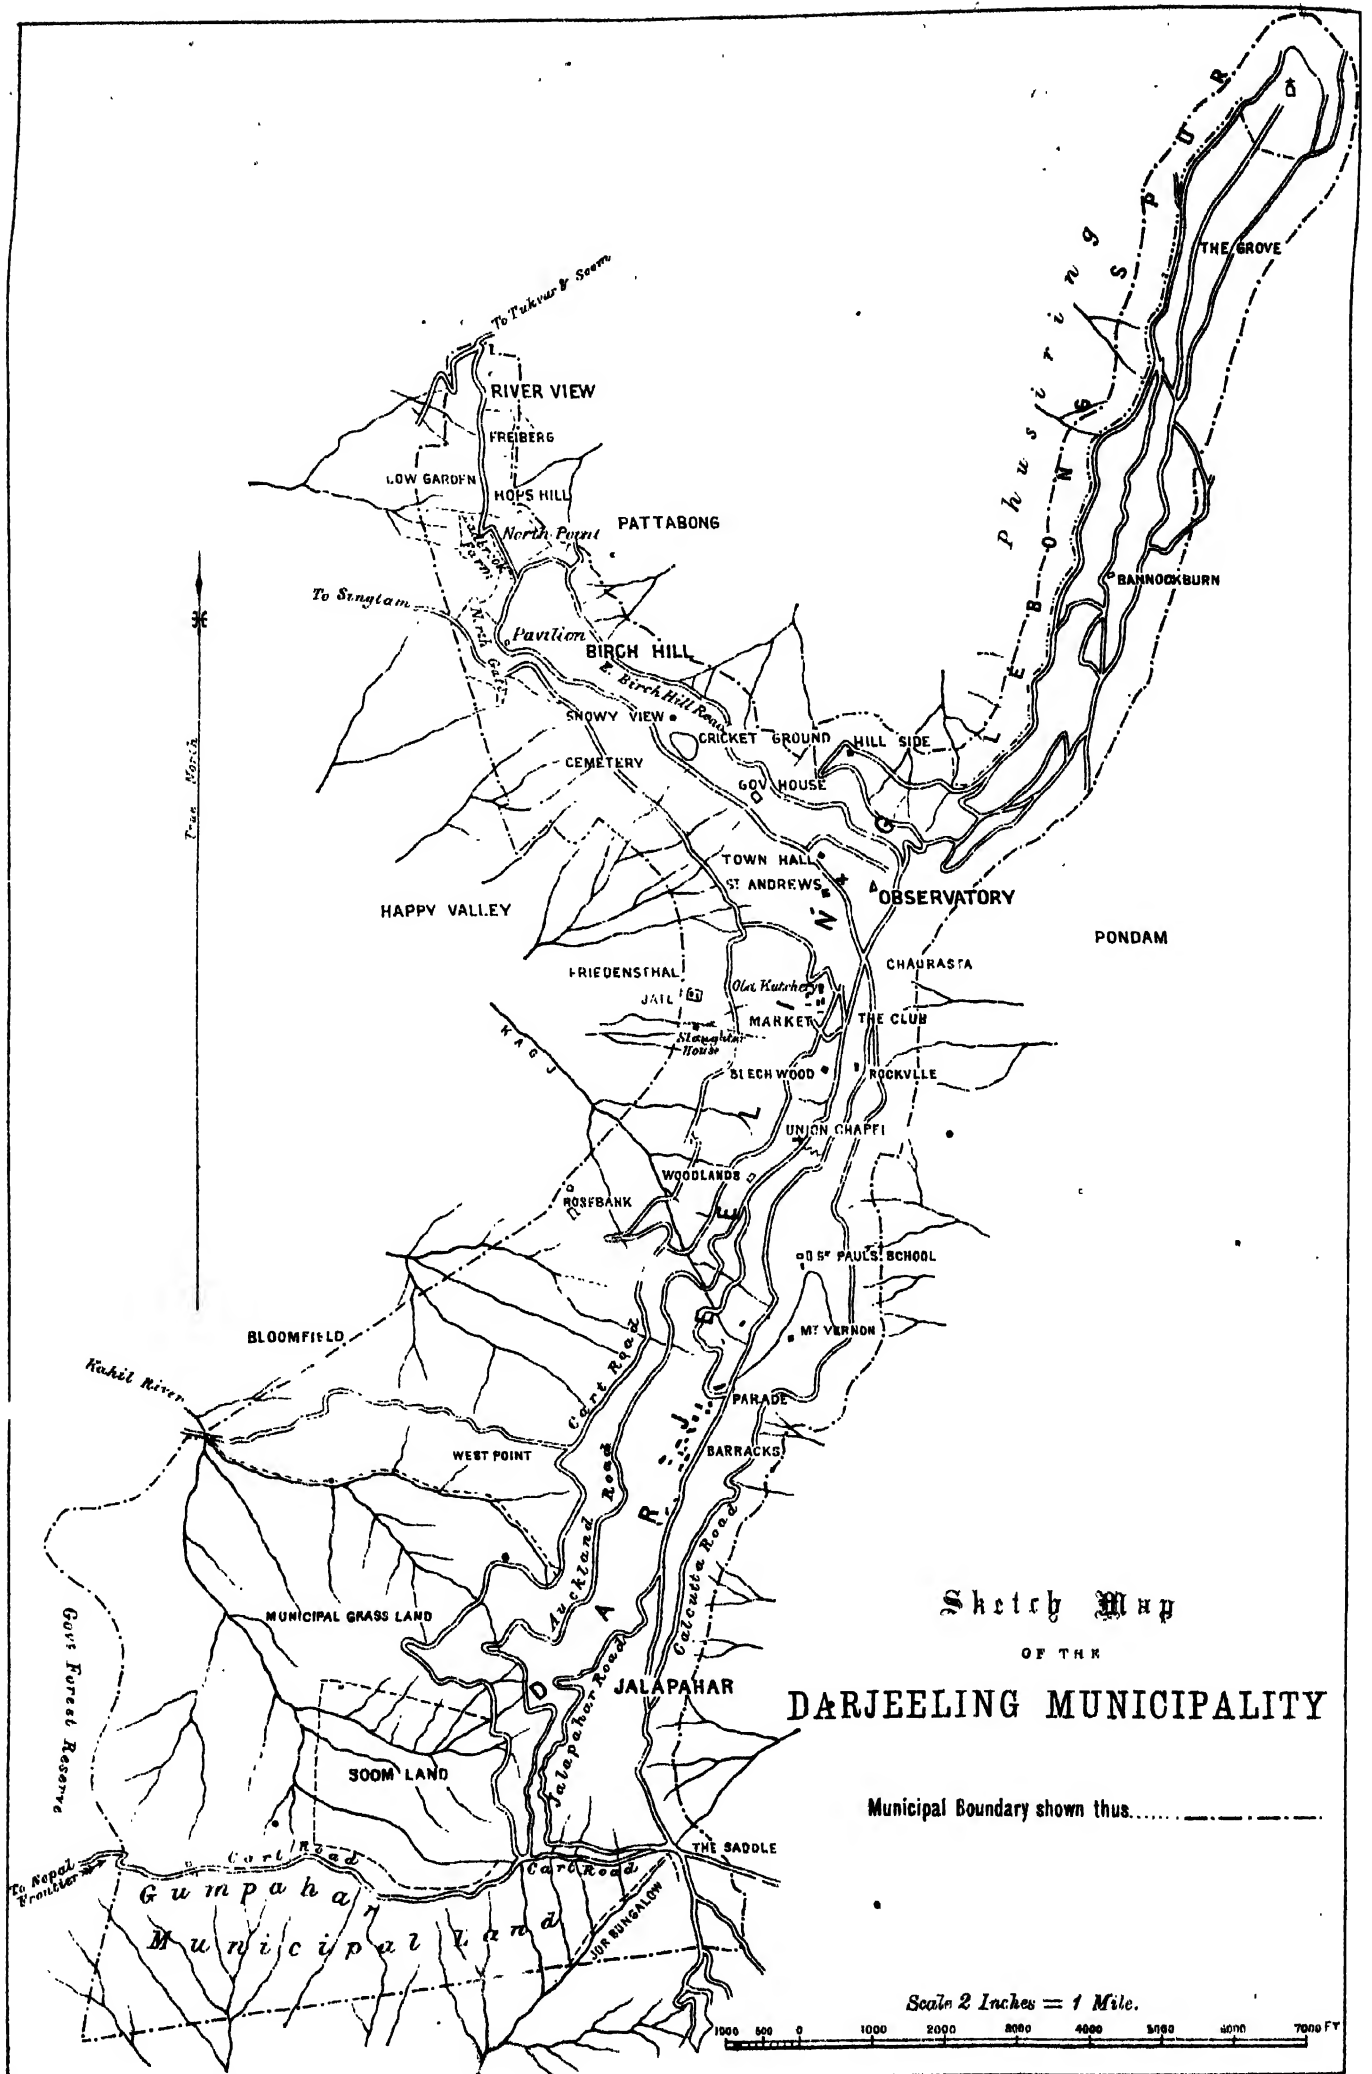 LEBONG SPUR
Phusiring
THE GROVE
To Tukvar & Soom
RIVER VIEW
FREIBERG
LOW GARDEN
HOPS HILL
North Point
PATTABONG
Farm
To Singtam
BANNOCKBURN
Pavilion
North Gate
BIRCH HILL
E. Birch Hill Road
SNOWY VIEW
CRICKET GROUND
HILL SIDE
CEMETERY
GOV HOUSE
True North
TOWN HALL
ST ANDREWS
OBSERVATORY
HAPPY VALLEY
PONDAM
DARJEELING
CHAURASTA
FRIEDENSTHAL
JAIL
Old Kutchery
MARKET
THE CLUB
KAGJ
Slaughter
House
BEECHWOOD
ROCKVLLE
UNION CHAPEL
WOODLANDS
ROSEBANK
ST PAULS SCHOOL
BLOOMFIELD
MT VERNON
Cart Road
Kahil River
PARADE
WEST POINT
BARRACKS
Auckland Road
Calcutta Road
MUNICIPAL GRASS LAND
Govt Forest Reserve
JALAPAHAR
Jalapahar Road
SOOM LAND
THE SADDLE
Cart Road
Cart Road
To Nepal
Frontier
Gumpahar
Municipal Land
JOR BUNGALOW
Sketch Map
OF THE
DARJEELING MUNICIPALITY
Municipal Boundary shown thus
Scale 2 Inches = 1 Mile.
1000 500 0 1000 2000 3000 4000 5000 6000 7000 FT